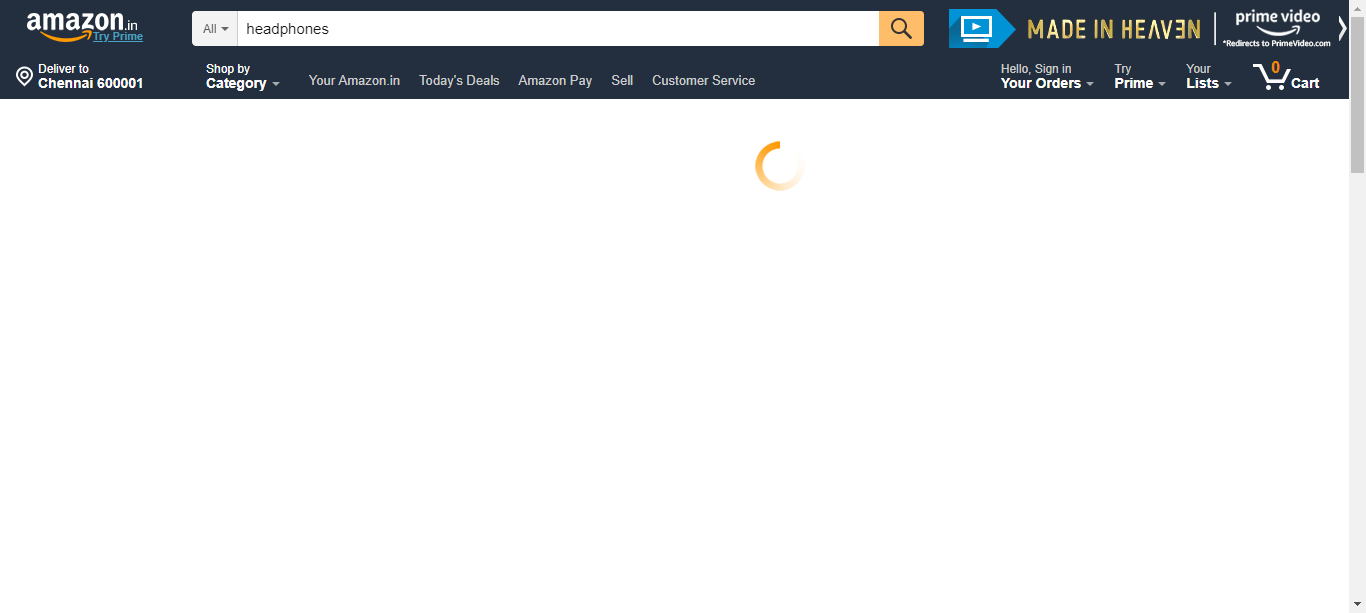 amazon.in
Try Prime
All
headphones
MADE IN HEAVEN
prime video
*Redirects to PrimeVideo.com
Deliver to
Chennai 600001
Shop by
Category
Your Amazon.in
Today's Deals
Amazon Pay
Sell
Customer Service
Hello, Sign in
Your Orders
Try
Prime
Your
Lists
0
Cart